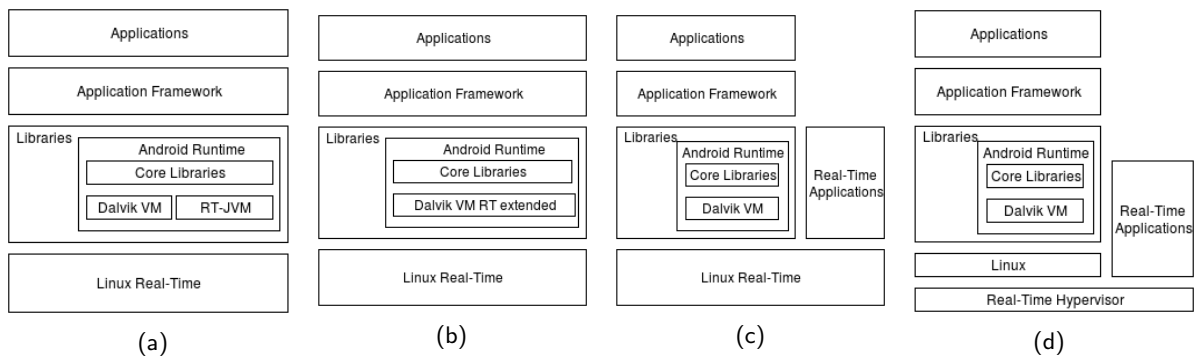 Applications
Application Framework
Libraries
Android Runtime
Core Libraries
Dalvik VM
RT-JVM
Linux Real-Time
(a)
Applications
Application Framework
Libraries
Android Runtime
Core Libraries
Dalvik VM RT extended
Linux Real-Time
(b)
Applications
Application Framework
Libraries
Android Runtime
Core Libraries
Dalvik VM
Real-Time
Applications
Linux Real-Time
(c)
Applications
Application Framework
Libraries
Android Runtime
Core Libraries
Dalvik VM
Real-Time
Applications
Linux
Real-Time Hypervisor
(d)